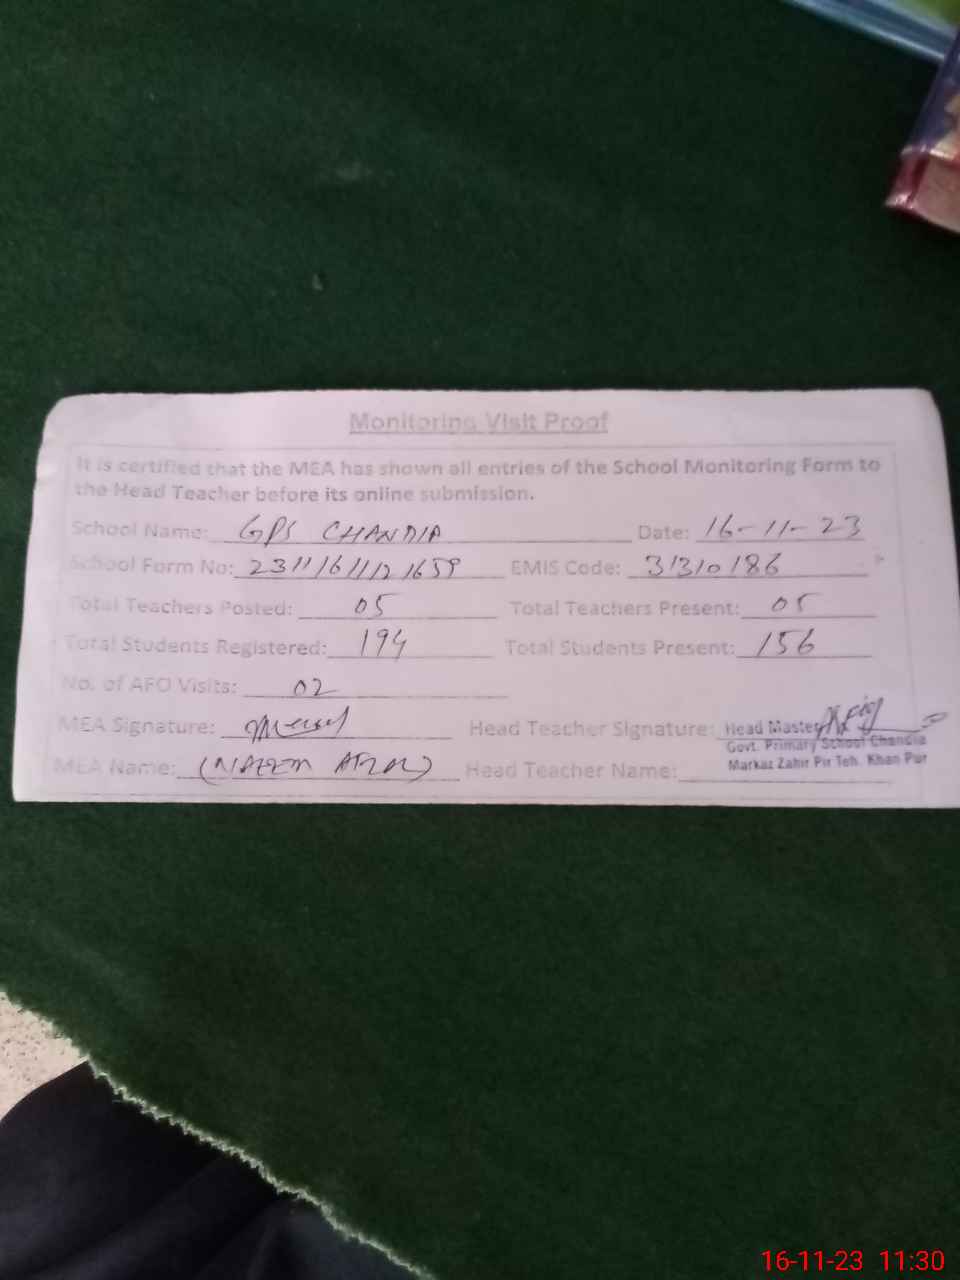 Monitoring Visit Proof
It is certified that the MEA has shown all entries of the School Monitoring Form to
the Head Teacher before its online submission.
School Name: GPS CHANDIA Date: 16-11-23
School Form No: 23111611121659 EMIS Code: 31310186
Total Teachers Posted: 05 Total Teachers Present: 05
Total Students Registered: 194 Total Students Present: 156
No. of AFO Visits: 02
MEA Signature: Head Teacher Signature: Head Master
Govt. Primary School Chandia
MEA Name: (NAEEM Head Teacher Name: Markaz Zahir Pir Teh. Khan Pur
16-11-23 11:30